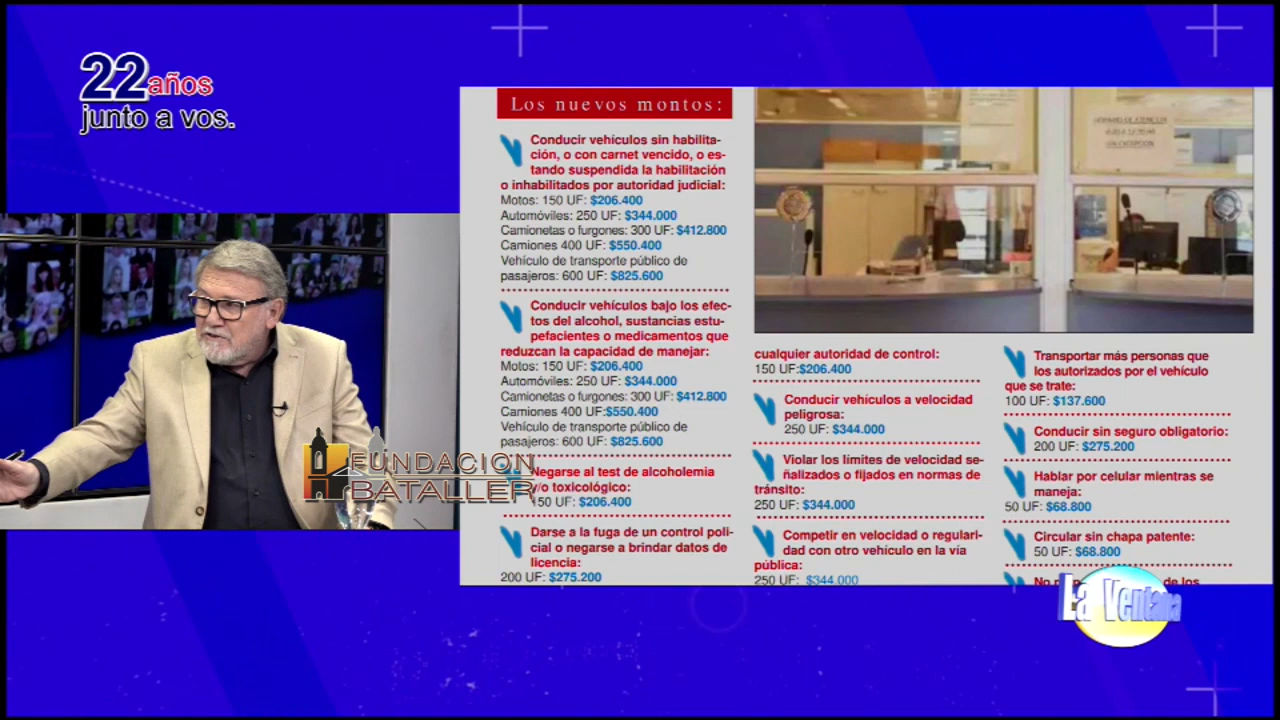 22 años
junto a vos.
Los nuevos montos:
Conducir vehículos sin habilita-
ción, o con carnet vencido, o es-
tando suspendida la habilitación
o inhabilitados por autoridad judicial:
Motos: 150 UF: $206.400
Automóviles: 250 UF: $344.000
Camionetas o furgones: 300 UF: $412.800
Camiones 400 UF: $550.400
Vehículo de transporte público de
pasajeros: 600 UF: $825.600
Conducir vehículos bajo los efec-
tos del alcohol, sustancias estu-
pefacientes o medicamentos que
reduzcan la capacidad de manejar:
Motos: 150 UF: $206.400
Automóviles: 250 UF: $344.000
Camionetas o furgones: 300 UF: $412.800
Camiones 400 UF:$550.400
Vehículo de transporte público de
pasajeros: 600 UF: $825.600
Negarse al test de alcoholemia
y/o toxicológico:
150 UF: $206.400
Darse a la fuga de un control poli-
cial o negarse a brindar datos de
licencia:
200 UF: $275.200
cualquier autoridad de control:
150 UF:$206.400
Conducir vehículos a velocidad
peligrosa:
250 UF: $344.000
Violar los límites de velocidad se-
ñalizados o fijados en normas de
tránsito:
250 UF: $344.000
Competir en velocidad o regulari-
dad con otro vehículo en la vía
pública:
250 UF: $344.000
Transportar más personas que
los autorizados por el vehículo
que se trate:
100 UF: $137.600
Conducir sin seguro obligatorio:
200 UF: $275.200
Hablar por celular mientras se
maneja:
50 UF: $68.800
Circular sin chapa patente:
50 UF: $68.800
No de los
FUNDACION
BATALLER
La Ventana